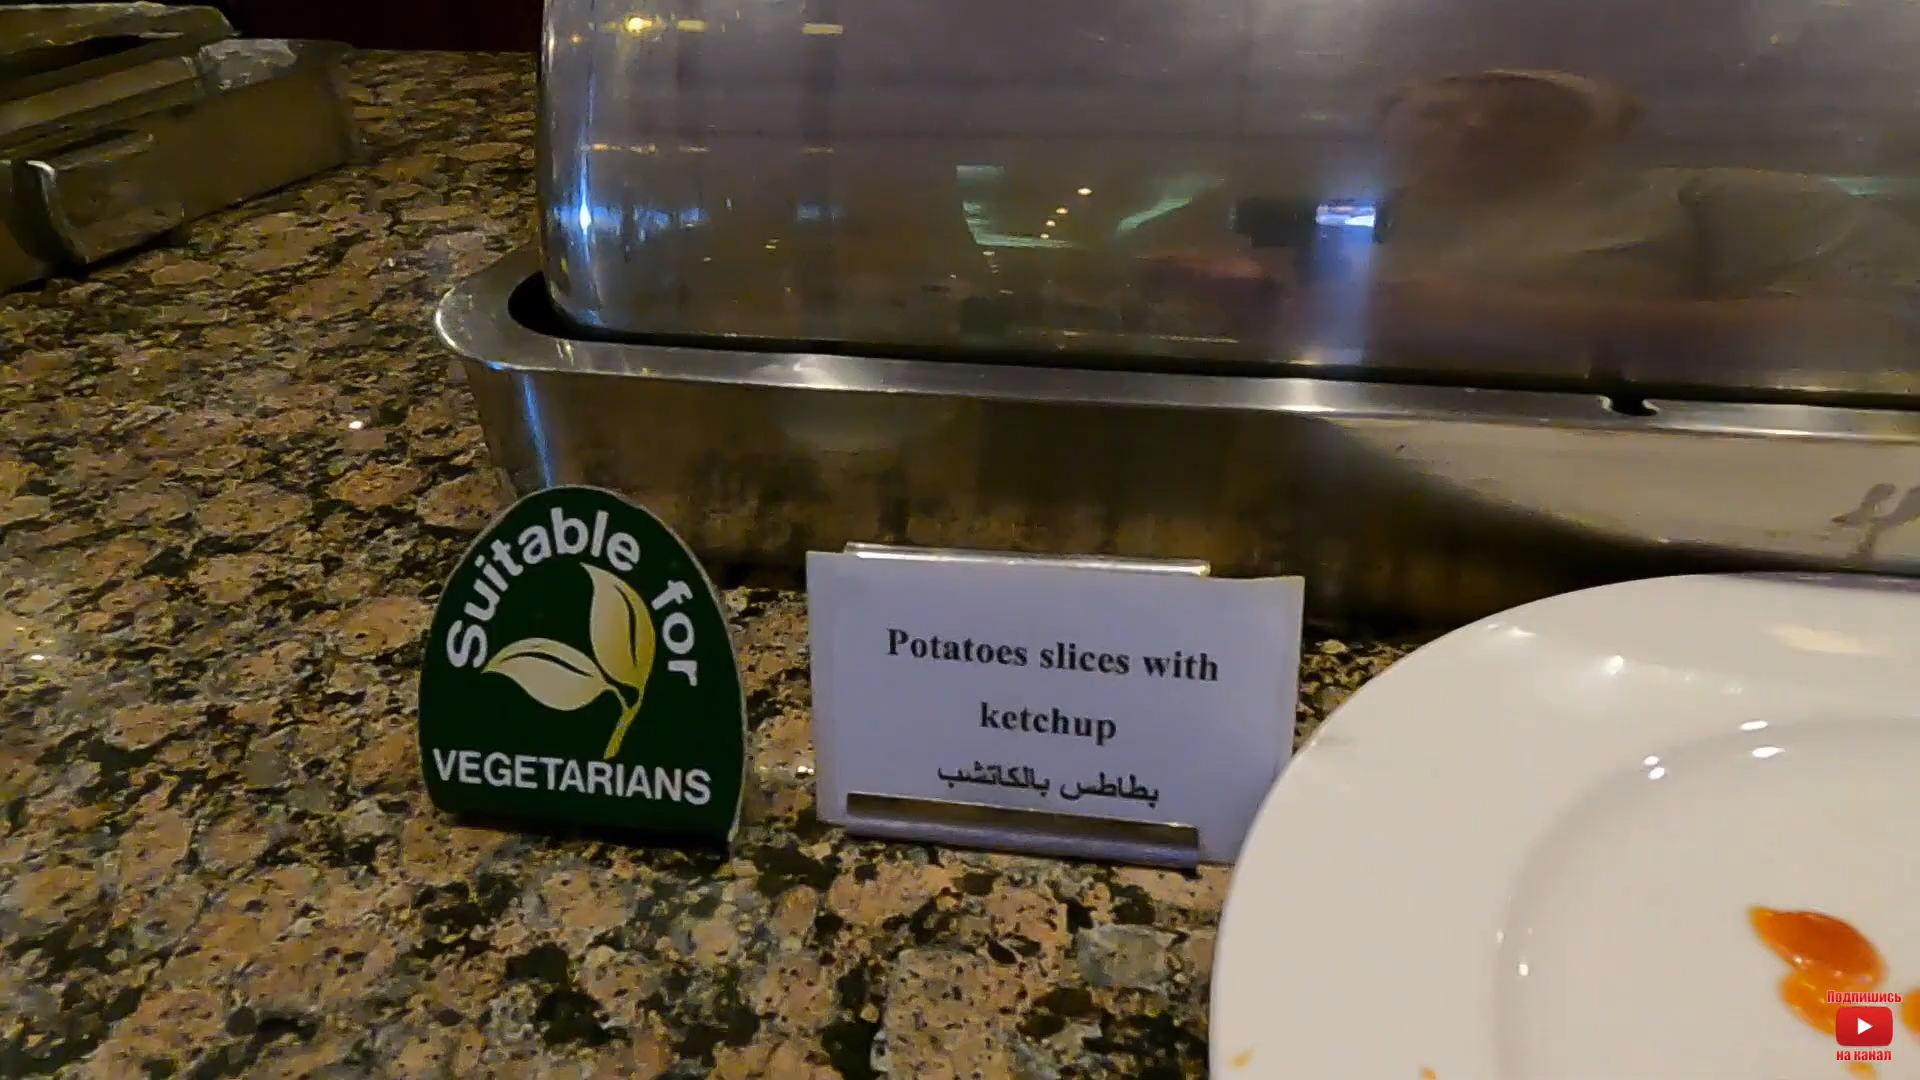 Suitable for
VEGETARIANS
Potatoes slices with
ketchup
بطاطس بالكاتشب
Подпишись
на канал